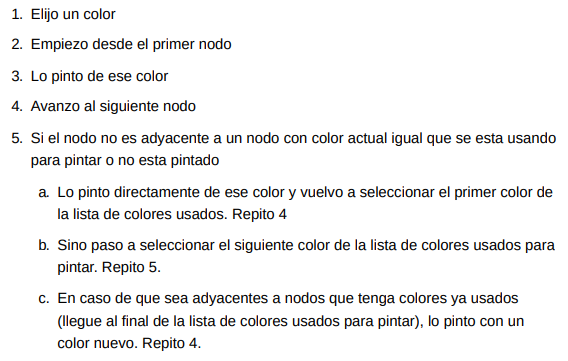 1. Elijo un color
2. Empiezo desde el primer nodo
3. Lo pinto de ese color
4. Avanzo al siguiente nodo
5. Si el nodo no es adyacente a un nodo con color actual igual que se esta usando
para pintar o no esta pintado
a. Lo pinto directamente de ese color y vuelvo a seleccionar el primer color de
la lista de colores usados. Repito 4
b. Sino paso a seleccionar el siguiente color de la lista de colores usados para
pintar. Repito 5.
c. En caso de que sea adyacentes a nodos que tenga colores ya usados
(llegue al final de la lista de colores usados para pintar), lo pinto con un
color nuevo. Repito 4.